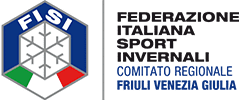 FISI
FEDERAZIONE
ITALIANA
SPORT
INVERNALI
COMITATO REGIONALE
FRIULI VENEZIA GIULIA